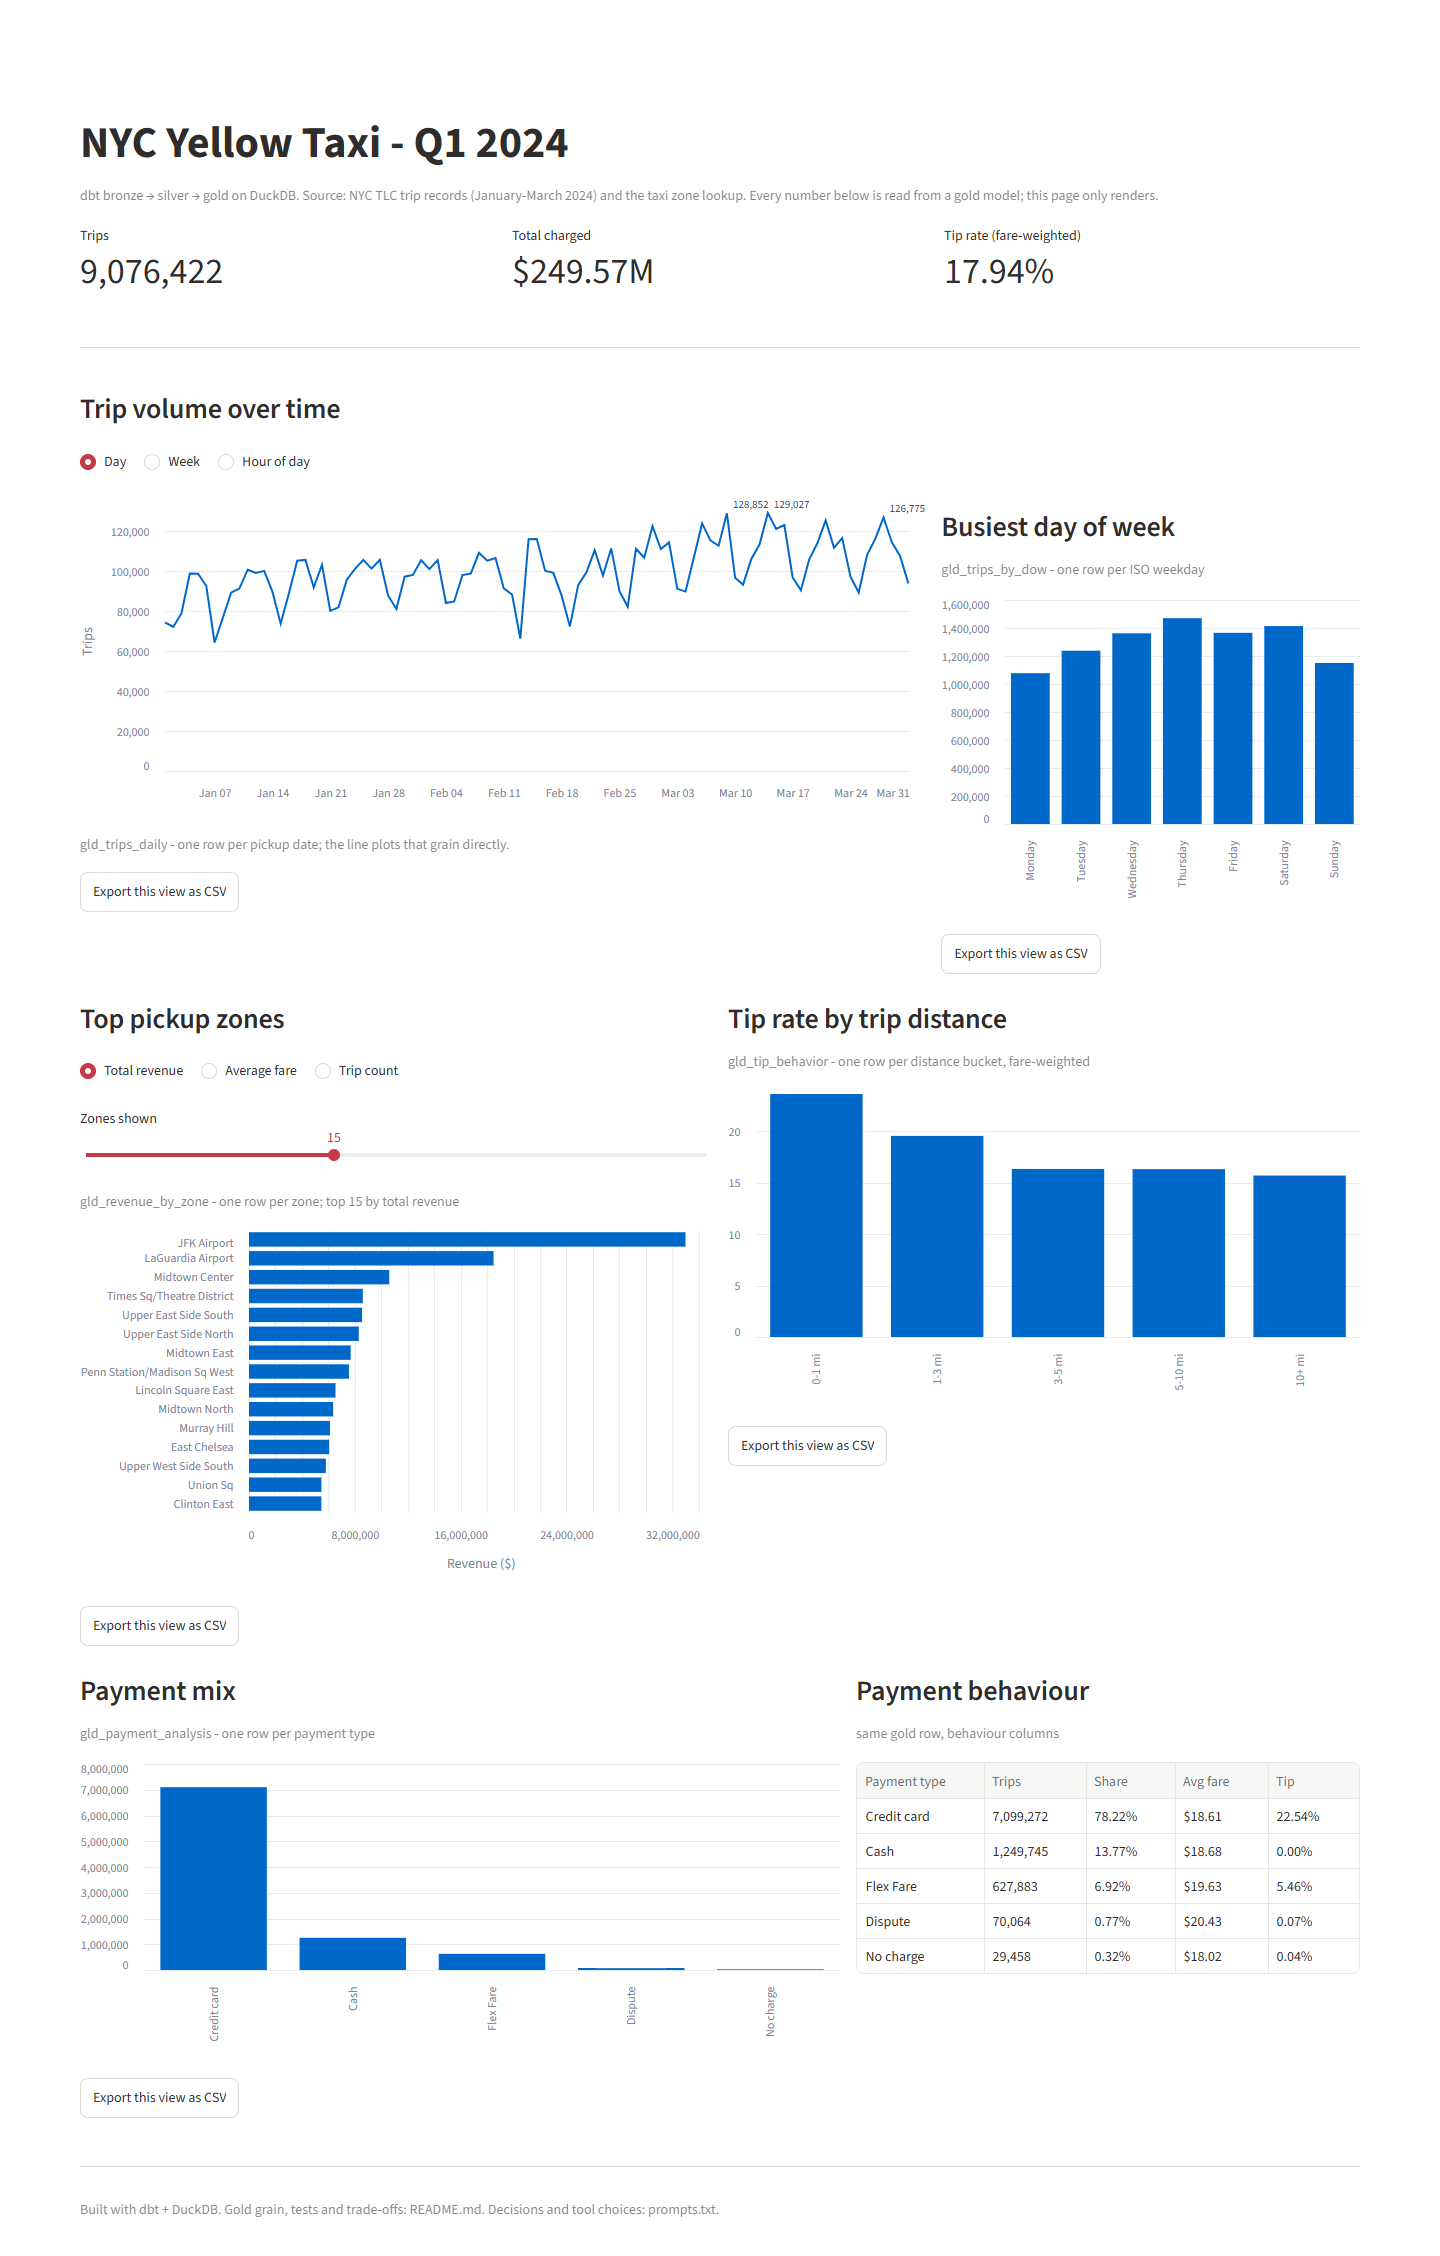 NYC Yellow Taxi - Q1 2024
dbt bronze → silver → gold on DuckDB. Source: NYC TLC trip records (January-March 2024) and the taxi zone lookup. Every number below is read from a gold model; this page only renders.
Trips
9,076,422
Total charged
$249.57M
Tip rate (fare-weighted)
17.94%
Trip volume over time
Day Week Hour of day
128,852 129,027 126,775
120,000
100,000
80,000
60,000
40,000
20,000
0
Trips
Jan 07 Jan 14 Jan 21 Jan 28 Feb 04 Feb 11 Feb 18 Feb 25 Mar 03 Mar 10 Mar 17 Mar 24 Mar 31
gld_trips_daily - one row per pickup date; the line plots that grain directly.
Export this view as CSV
Busiest day of week
gld_trips_by_dow - one row per ISO weekday
1,600,000
1,400,000
1,200,000
1,000,000
800,000
600,000
400,000
200,000
0
Monday Tuesday Wednesday Thursday Friday Saturday Sunday
Export this view as CSV
Top pickup zones
Total revenue Average fare Trip count
Zones shown
15
gld_revenue_by_zone - one row per zone; top 15 by total revenue
JFK Airport
LaGuardia Airport
Midtown Center
Times Sq/Theatre District
Upper East Side South
Upper East Side North
Midtown East
Penn Station/Madison Sq West
Lincoln Square East
Midtown North
Murray Hill
East Chelsea
Upper West Side South
Union Sq
Clinton East
0 8,000,000 16,000,000 24,000,000 32,000,000
Revenue ($)
Export this view as CSV
Tip rate by trip distance
gld_tip_behavior - one row per distance bucket, fare-weighted
20
15
10
5
0
0-1 mi 1-3 mi 3-5 mi 5-10 mi 10+ mi
Export this view as CSV
Payment mix
gld_payment_analysis - one row per payment type
8,000,000
7,000,000
6,000,000
5,000,000
4,000,000
3,000,000
2,000,000
1,000,000
0
Credit card Cash Flex Fare Dispute No charge
Export this view as CSV
Payment behaviour
same gold row, behaviour columns
Payment type Trips Share Avg fare Tip
Credit card 7,099,272 78.22% $18.61 22.54%
Cash 1,249,745 13.77% $18.68 0.00%
Flex Fare 627,883 6.92% $19.63 5.46%
Dispute 70,064 0.77% $20.43 0.07%
No charge 29,458 0.32% $18.02 0.04%
Built with dbt + DuckDB. Gold grain, tests and trade-offs: README.md. Decisions and tool choices: prompts.txt.